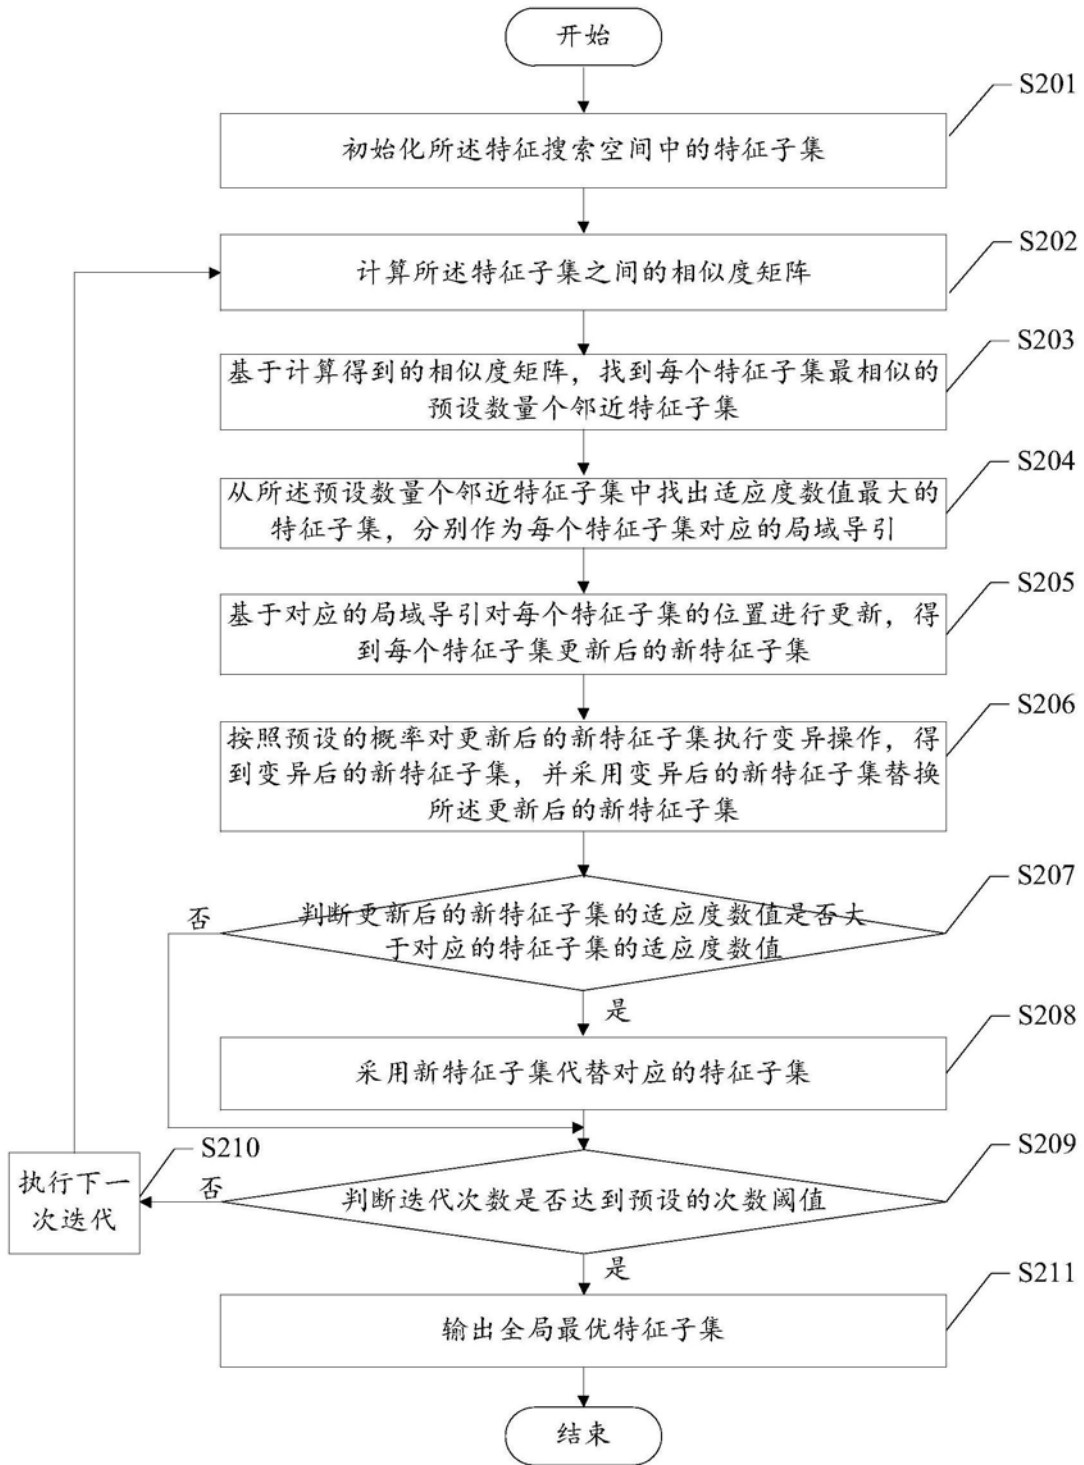 开始
S201
初始化所述特征搜索空间中的特征子集
S202
计算所述特征子集之间的相似度矩阵
S203
基于计算得到的相似度矩阵，找到每个特征子集最相似的
预设数量个邻近特征子集
S204
从所述预设数量个邻近特征子集中找出适应度数值最大的
特征子集，分别作为每个特征子集对应的局域导引
S205
基于对应的局域导引对每个特征子集的位置进行更新，得
到每个特征子集更新后的新特征子集
S206
按照预设的概率对更新后的新特征子集执行变异操作，得
到变异后的新特征子集，并采用变异后的新特征子集替换
所述更新后的新特征子集
S207
否
判断更新后的新特征子集的适应度数值是否大
于对应的特征子集的适应度数值
是
S208
采用新特征子集代替对应的特征子集
S209
S210
执行下一
次迭代
否
判断迭代次数是否达到预设的次数阈值
是
S211
输出全局最优特征子集
结束